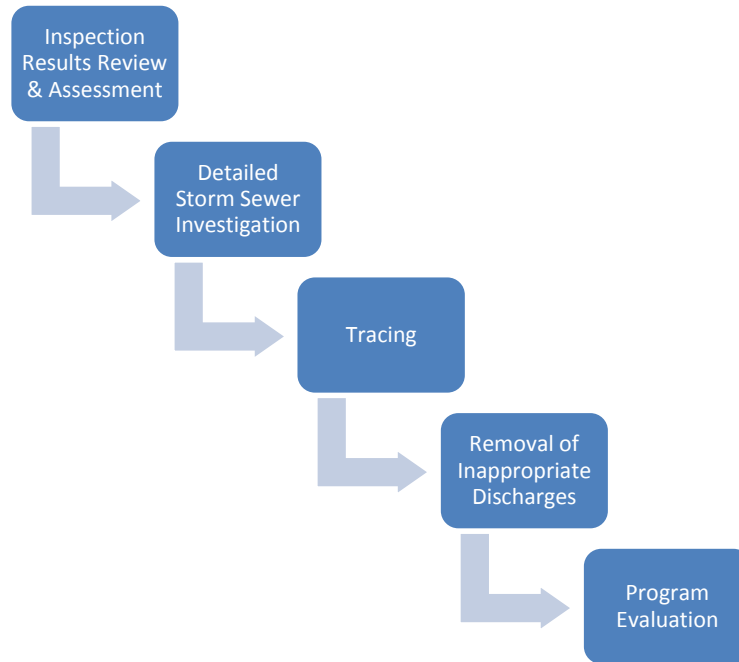 Inspection
Results Review
& Assessment
Detailed
Storm Sewer
Investigation
Tracing
Removal of
Inappropriate
Discharges
Program
Evaluation